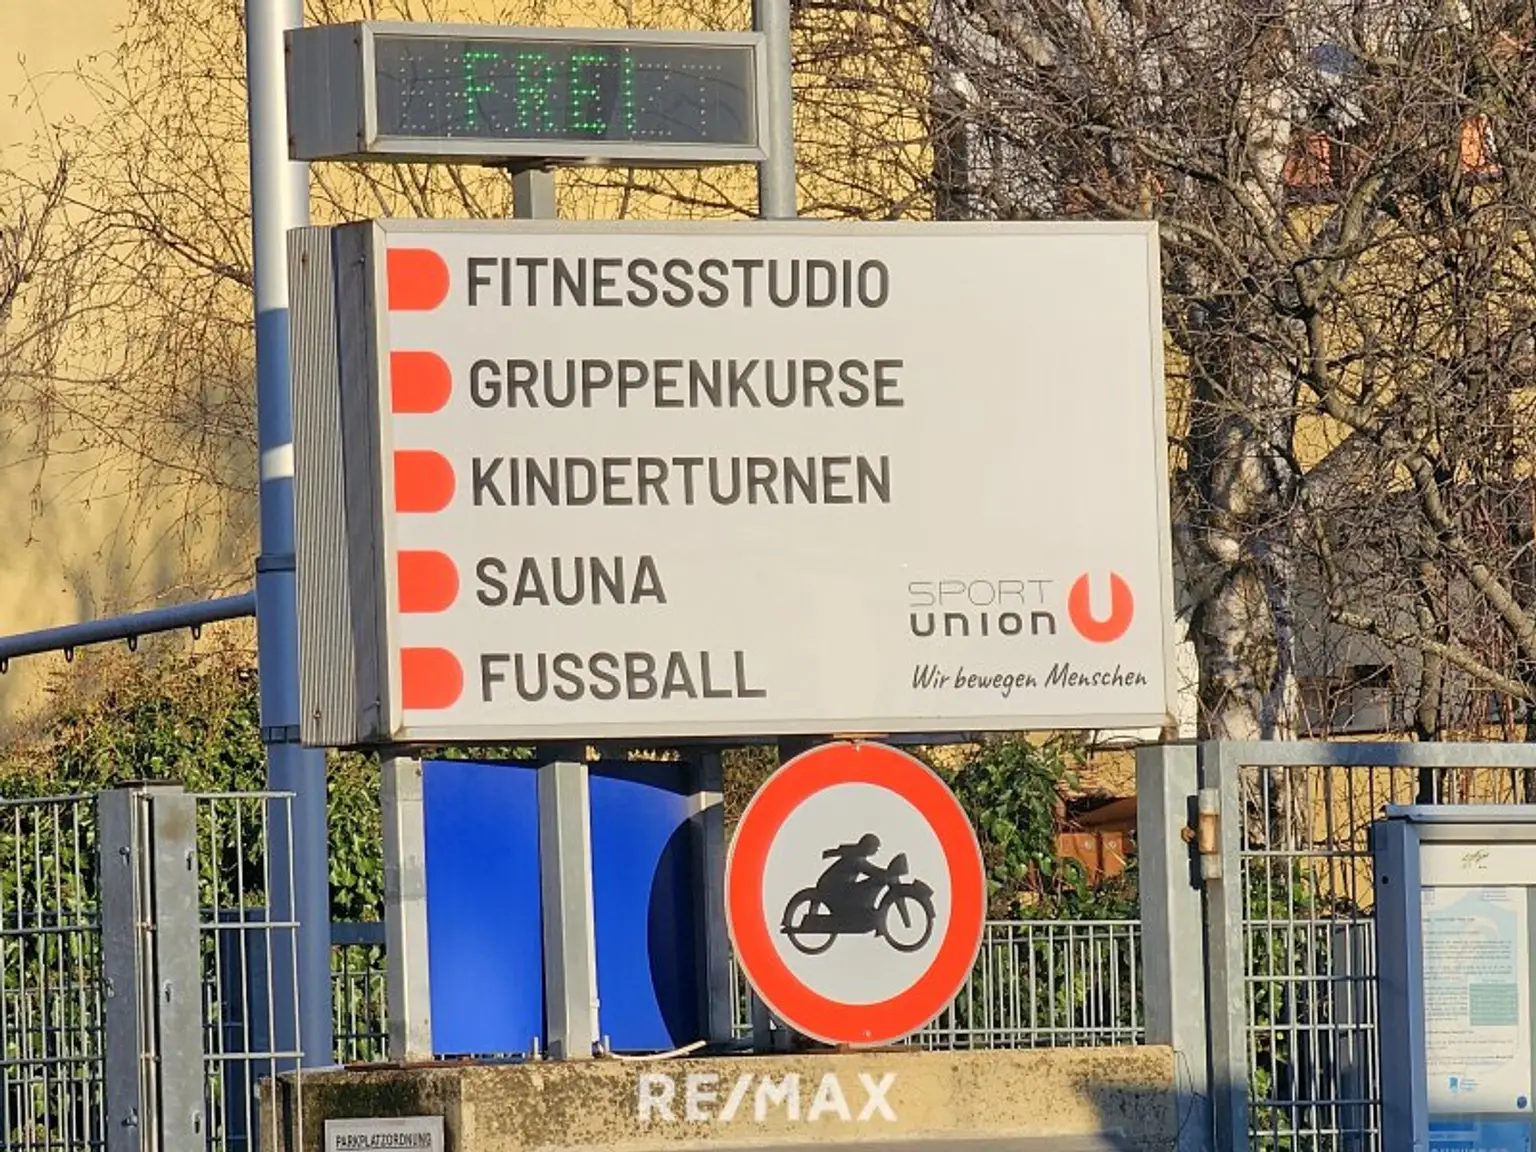 FREI
FITNESSSTUDIO
GRUPPENKURSE
KINDERTURNEN
SAUNA
FUSSBALL
SPORT
union
Wir bewegen Menschen
RE/MAX
PARKPLATZORDNUNG